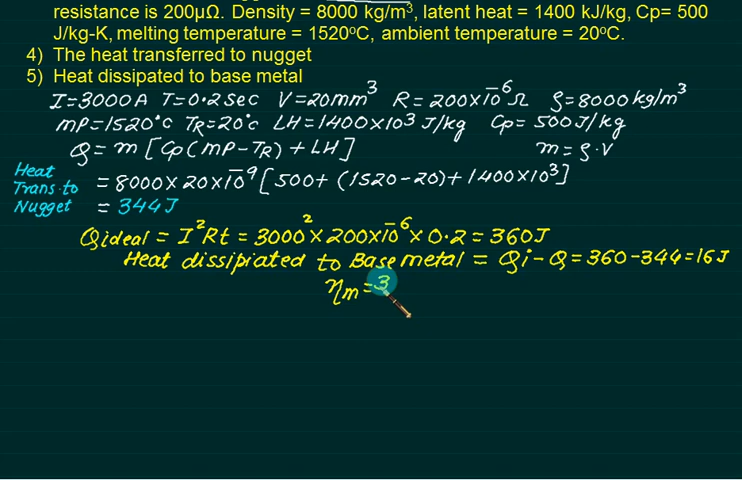 resistance is 200μΩ. Density = 8000 kg/m³, latent heat = 1400 kJ/kg, Cp= 500
J/kg-K, melting temperature = 1520°C, ambient temperature = 20°C.
4) The heat transferred to nugget
5) Heat dissipated to base metal
I=3000A T=0.2sec V=20mm³ R=200×10⁻⁶Ω ρ=8000kg/m³
mP=1520°C TR=20°C LH=1400×10³J/kg Cp=500J/kg
Q=m[Cp(MP-TR)+LH] m=ρ.V
Heat Trans.to Nugget
=8000×20×10⁻⁹[500+(1520-20)+1400×10³]
=344J
Qideal = I²Rt = 3000²×200×10⁻⁶×0.2=360J
Heat dissipiated to Base metal = Qi-Q=360-344=16J
ηm=3